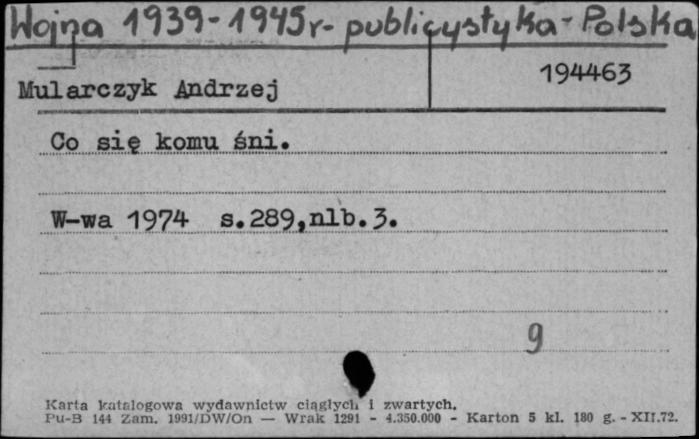 Wojna 1939-1945r- publicystyka - Polska
194463
Mularczyk Andrzej
Co się komu śni.
W-wa 1974 s.289,nlb.3.
9
Karta katalogowa wydawnictw ciągłych i zwartych.
Pu-B 144 Zam. 1991/DW/On — Wrak 1291 - 4.350.000 - Karton 5 kl. 180 g. - XII.72.